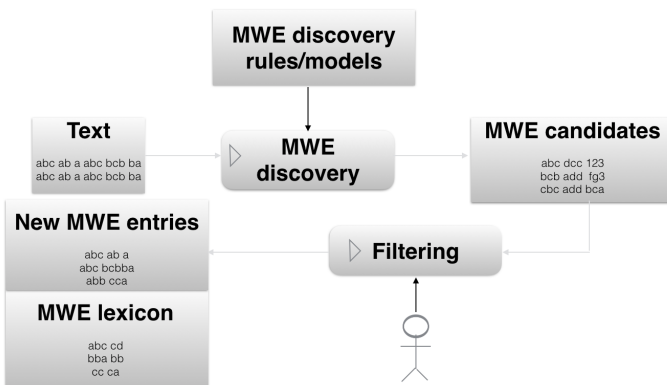 MWE discovery
rules/models
Text
abc ab a abc bcb ba
abc ab a abc bcb ba
MWE
discovery
MWE candidates
abc dcc 123
bcb add fg3
cbc add bca
New MWE entries
abc ab a
abc bcbba
abb cca
Filtering
MWE lexicon
abc cd
bba bb
cc ca